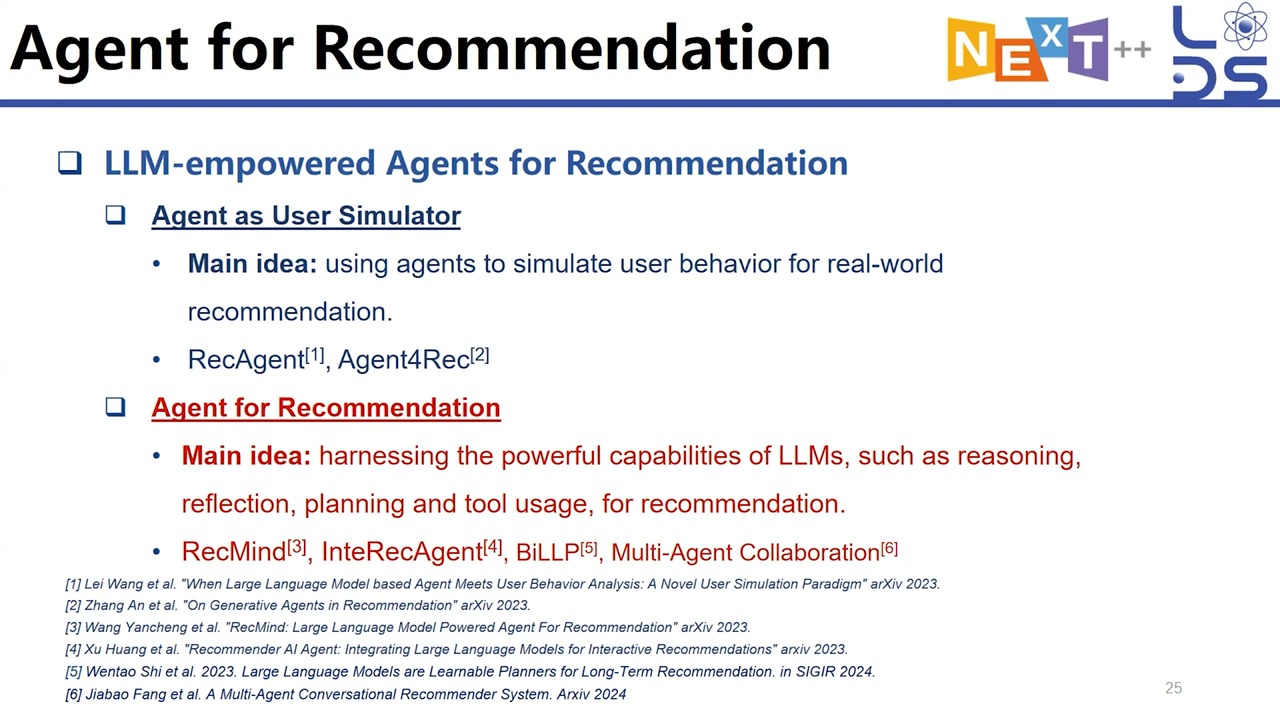 Agent for Recommendation
NExT++
LDS
❑ LLM-empowered Agents for Recommendation
❑ Agent as User Simulator
• Main idea: using agents to simulate user behavior for real-world
recommendation.
• RecAgent[1], Agent4Rec[2]
❑ Agent for Recommendation
• Main idea: harnessing the powerful capabilities of LLMs, such as reasoning,
reflection, planning and tool usage, for recommendation.
• RecMind[3], InteRecAgent[4], BiLLP[5], Multi-Agent Collaboration[6]
[1] Lei Wang et al. "When Large Language Model based Agent Meets User Behavior Analysis: A Novel User Simulation Paradigm" arXiv 2023.
[2] Zhang An et al. "On Generative Agents in Recommendation" arXiv 2023.
[3] Wang Yancheng et al. "RecMind: Large Language Model Powered Agent For Recommendation" arXiv 2023.
[4] Xu Huang et al. "Recommender AI Agent: Integrating Large Language Models for Interactive Recommendations" arxiv 2023.
[5] Wentao Shi et al. 2023. Large Language Models are Learnable Planners for Long-Term Recommendation. in SIGIR 2024.
[6] Jiabao Fang et al. A Multi-Agent Conversational Recommender System. Arxiv 2024
25